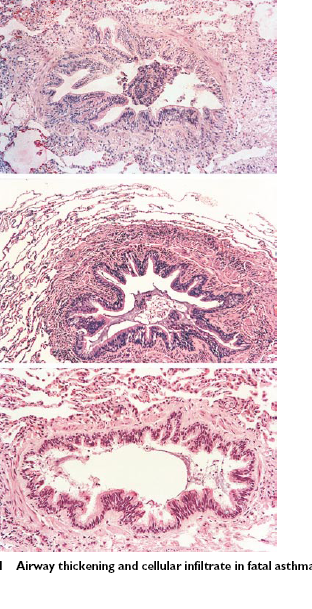 Airway thickening and cellular infiltrate in fatal asthma